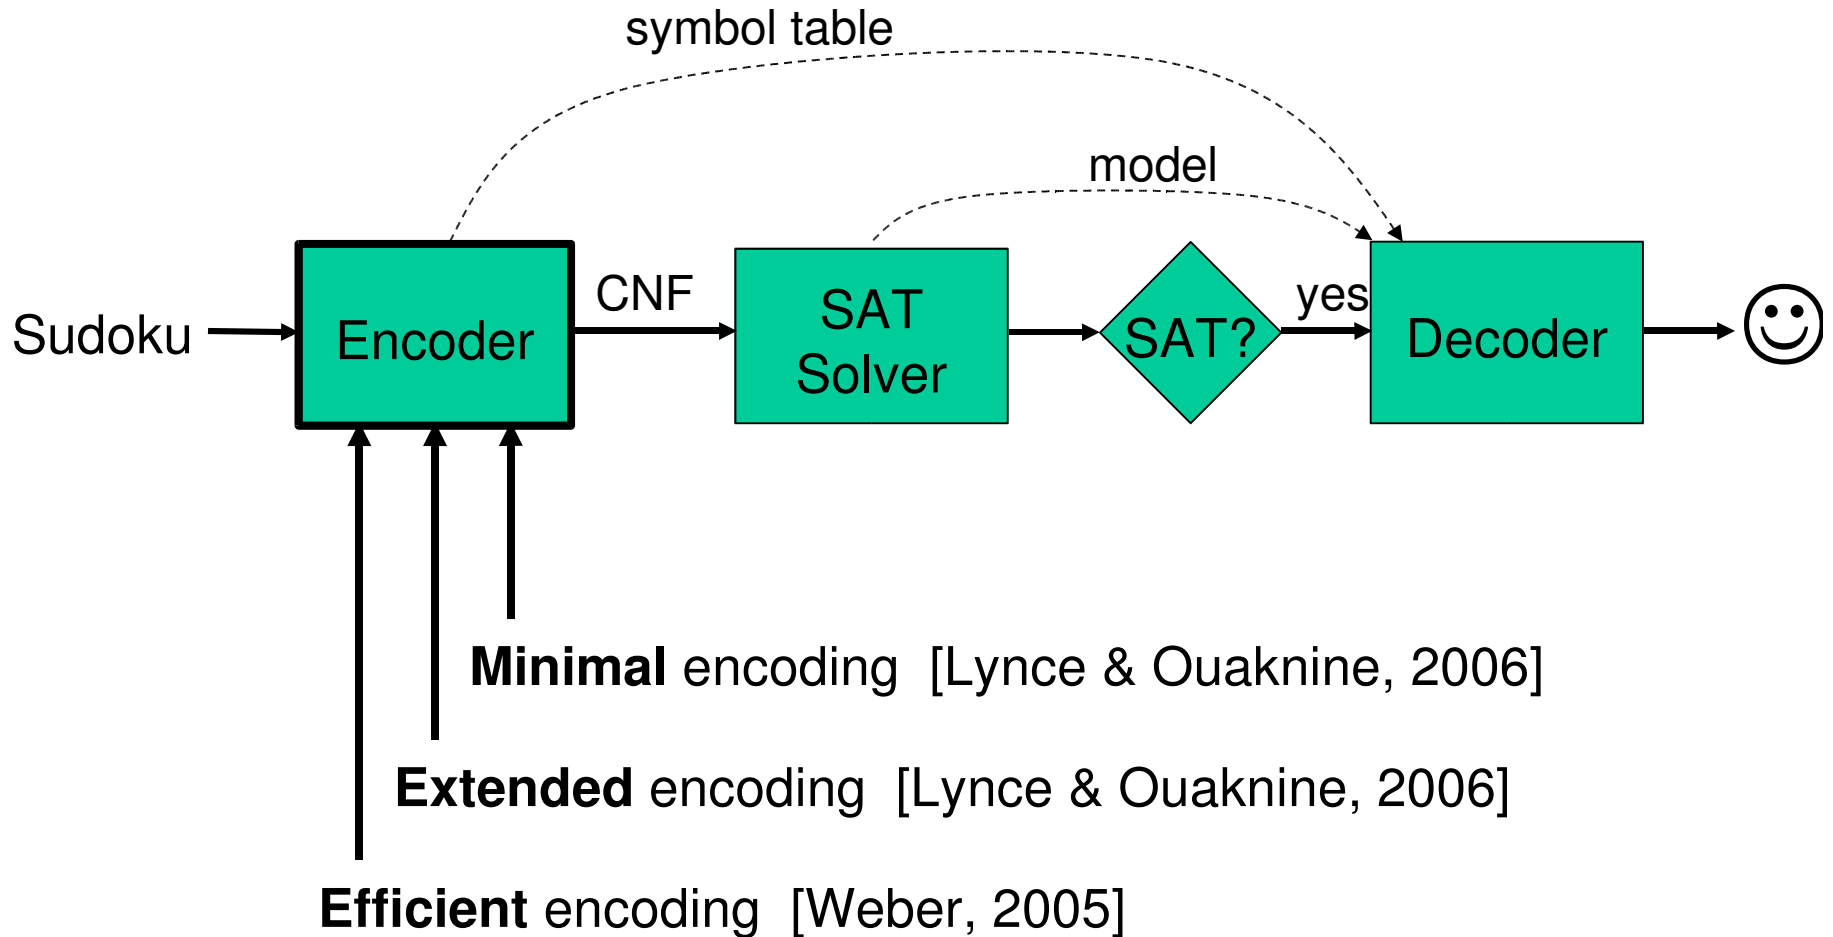 symbol table
model
Sudoku
Encoder
CNF
SAT
Solver
SAT?
yes
Decoder
Minimal encoding [Lynce & Ouaknine, 2006]
Extended encoding [Lynce & Ouaknine, 2006]
Efficient encoding [Weber, 2005]